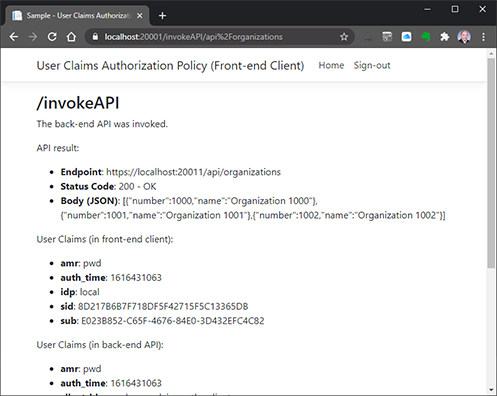 Sample - User Claims Authorizatio
localhost:20001/invokeAPI/api%2Forganizations
User Claims Authorization Policy (Front-end Client) Home Sign-out
/invokeAPI
The back-end API was invoked.
API result:
Endpoint: https://localhost:20011/api/organizations
Status Code: 200 - OK
Body (JSON): [{"number":1000,"name":"Organization 1000"},
{"number":1001,"name":"Organization 1001"},{"number":1002,"name":"Organization 1002"}]
User Claims (in front-end client):
amr: pwd
auth_time: 1616431063
idp: local
sid: 8D217B6B7F718DF5F42715F5C13365DB
sub: E023B852-C65F-4676-84E0-3D432EFC4C82
User Claims (in back-end API):
amr: pwd
auth_time: 1616431063